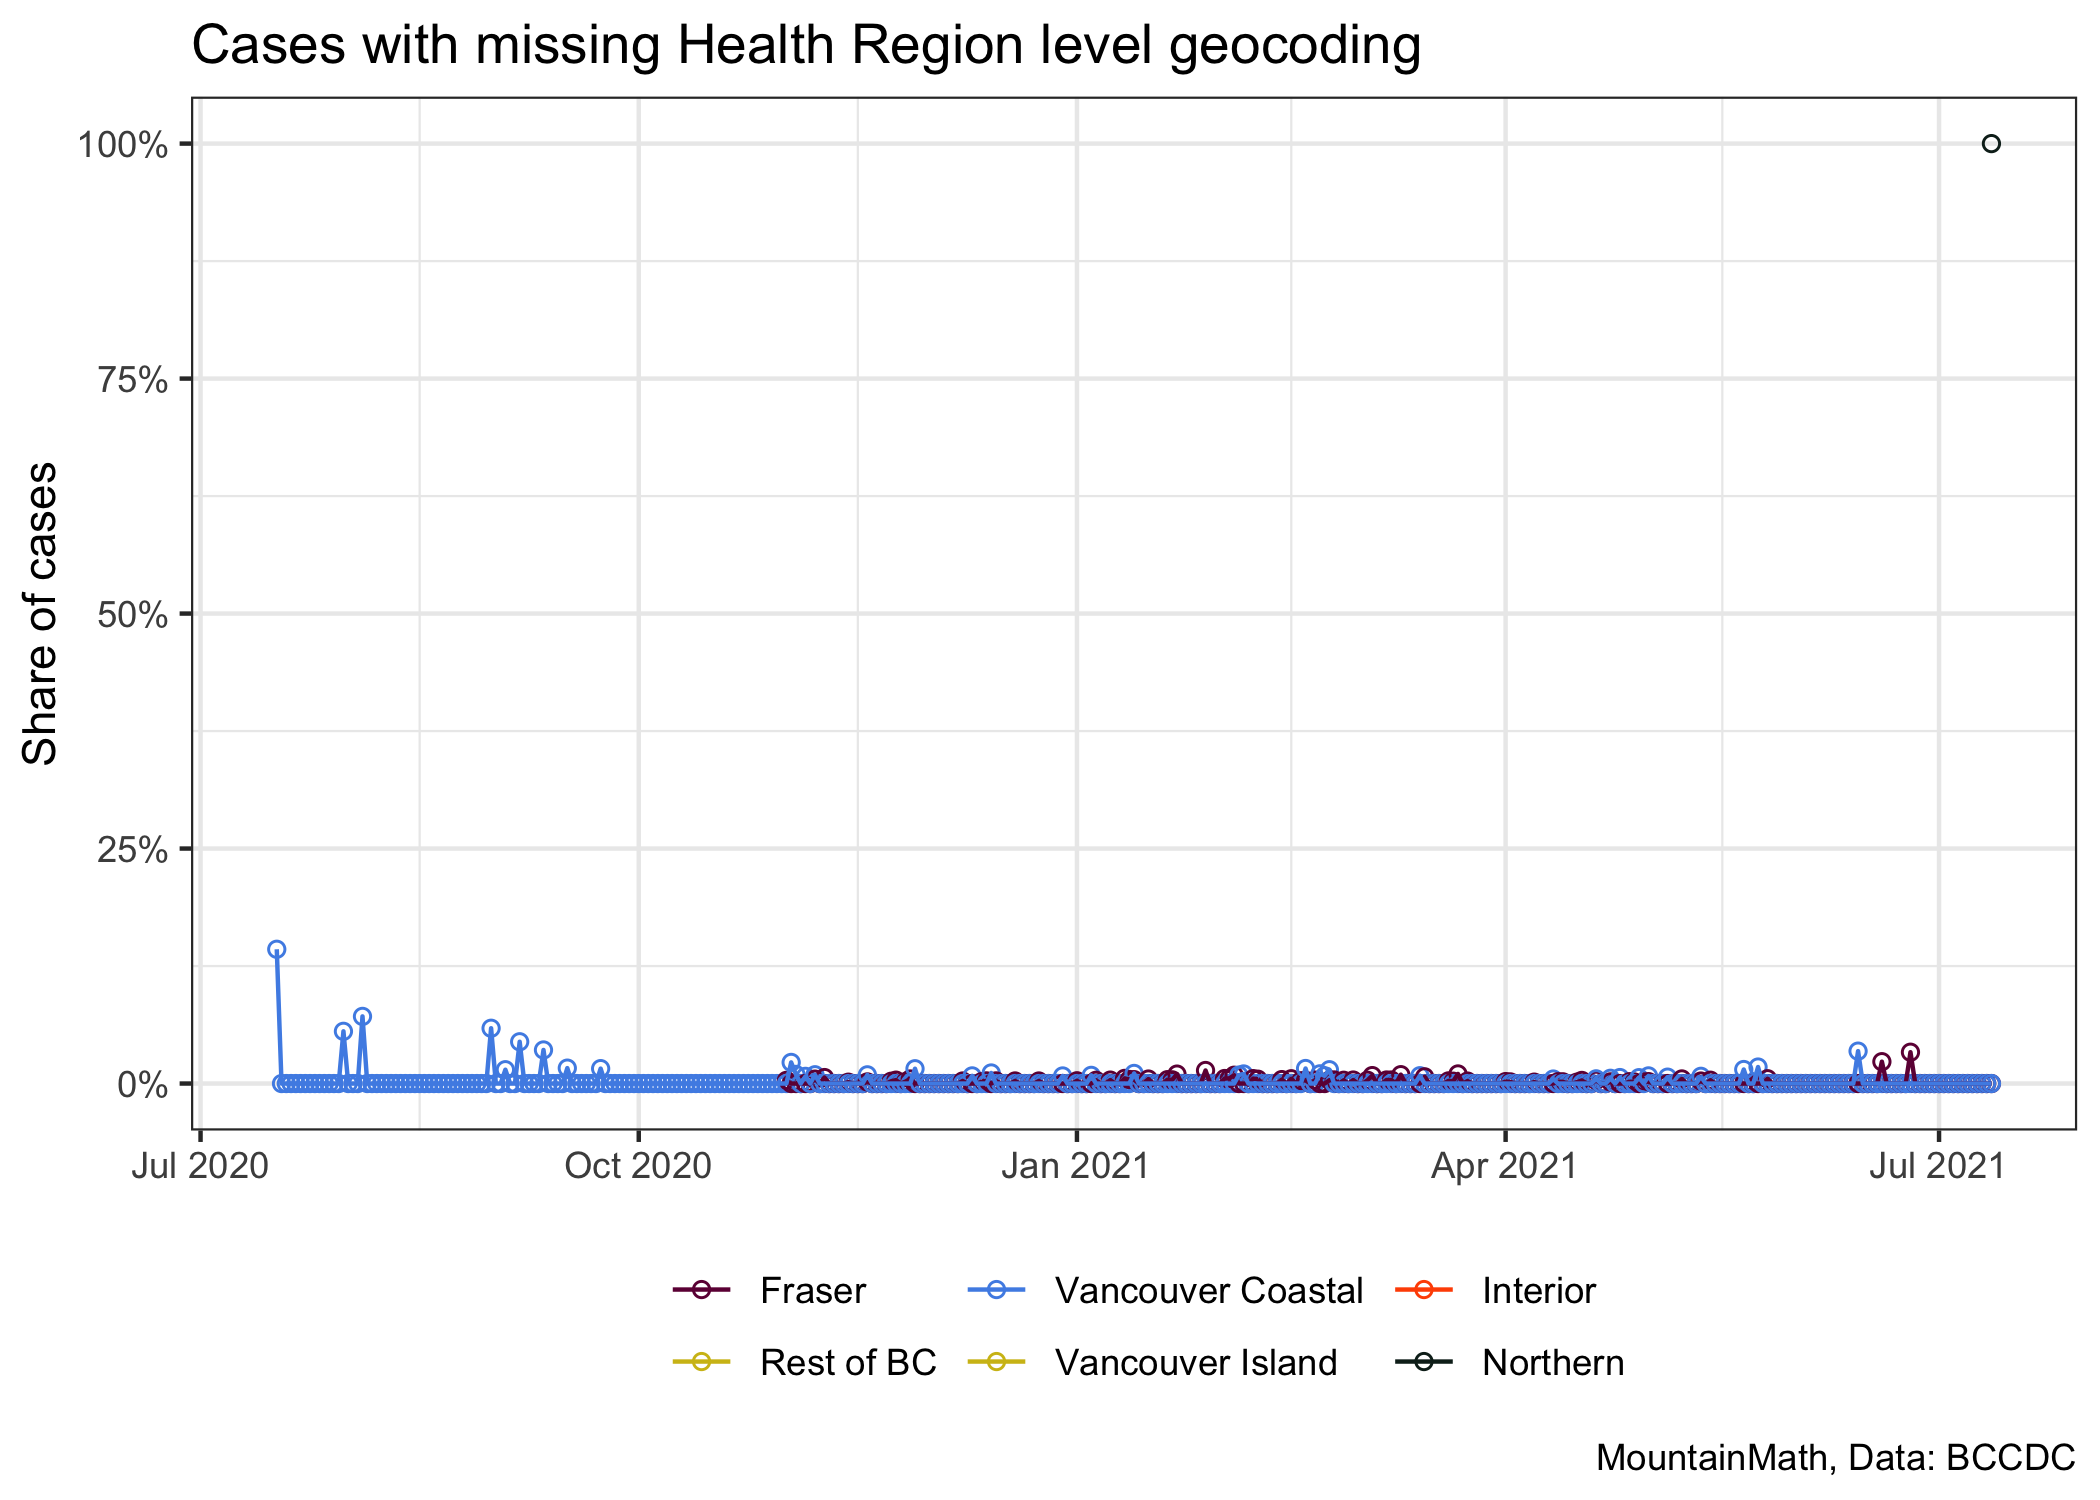 Cases with missing Health Region level geocoding
Share of cases
100%
75%
50%
25%
0%
Jul 2020
Oct 2020
Jan 2021
Apr 2021
Jul 2021
Fraser
Vancouver Coastal
Interior
Rest of BC
Vancouver Island
Northern
MountainMath, Data: BCCDC